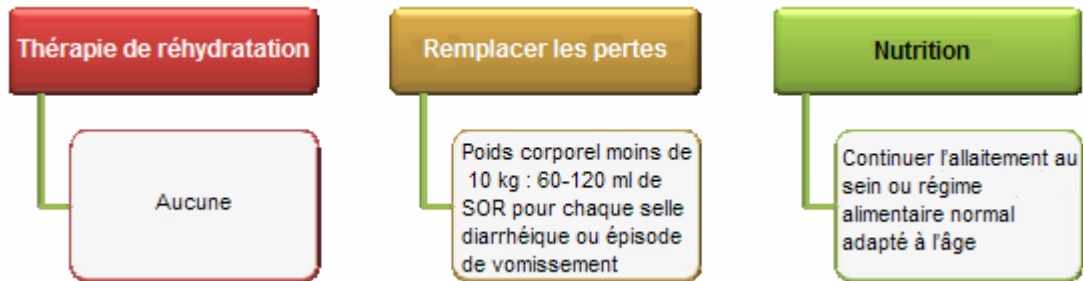 Thérapie de réhydratation
Aucune
Remplacer les pertes
Poids corporel moins de
10 kg : 60-120 ml de
SOR pour chaque selle
diarrhéique ou épisode
de vomissement
Nutrition
Continuer l'allaitement au
sein ou régime
alimentaire normal
adapté à l'âge